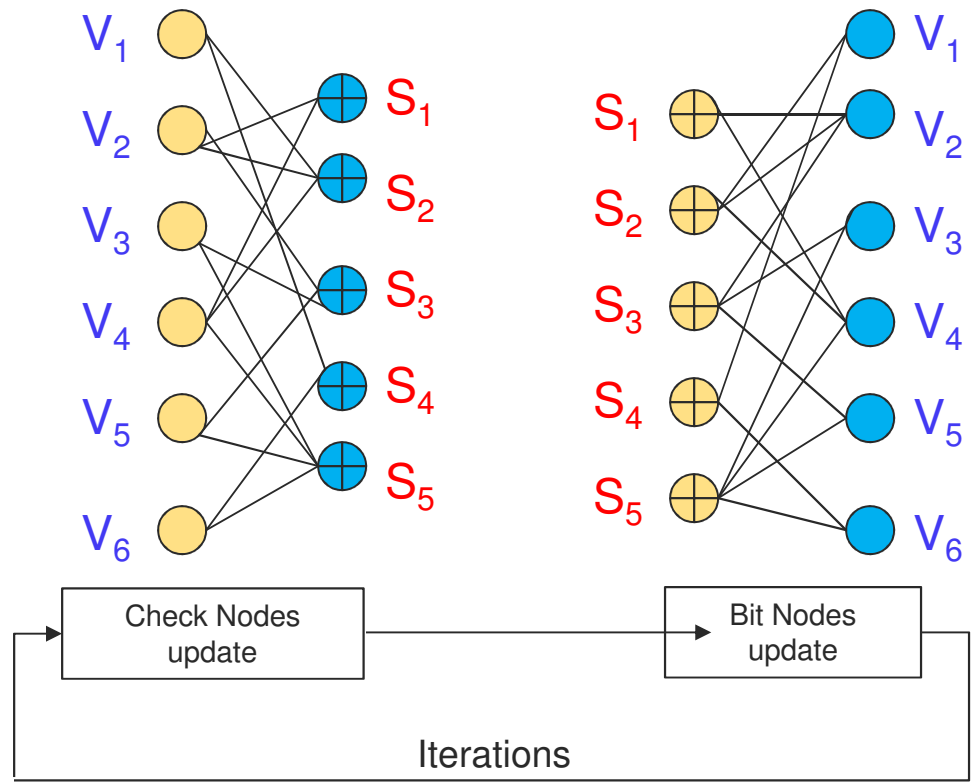 V1
V2
V3
V4
V5
V6
S1
S2
S3
S4
S5
S1
S2
S3
S4
S5
V1
V2
V3
V4
V5
V6
Check Nodes
update
Bit Nodes
update
Iterations